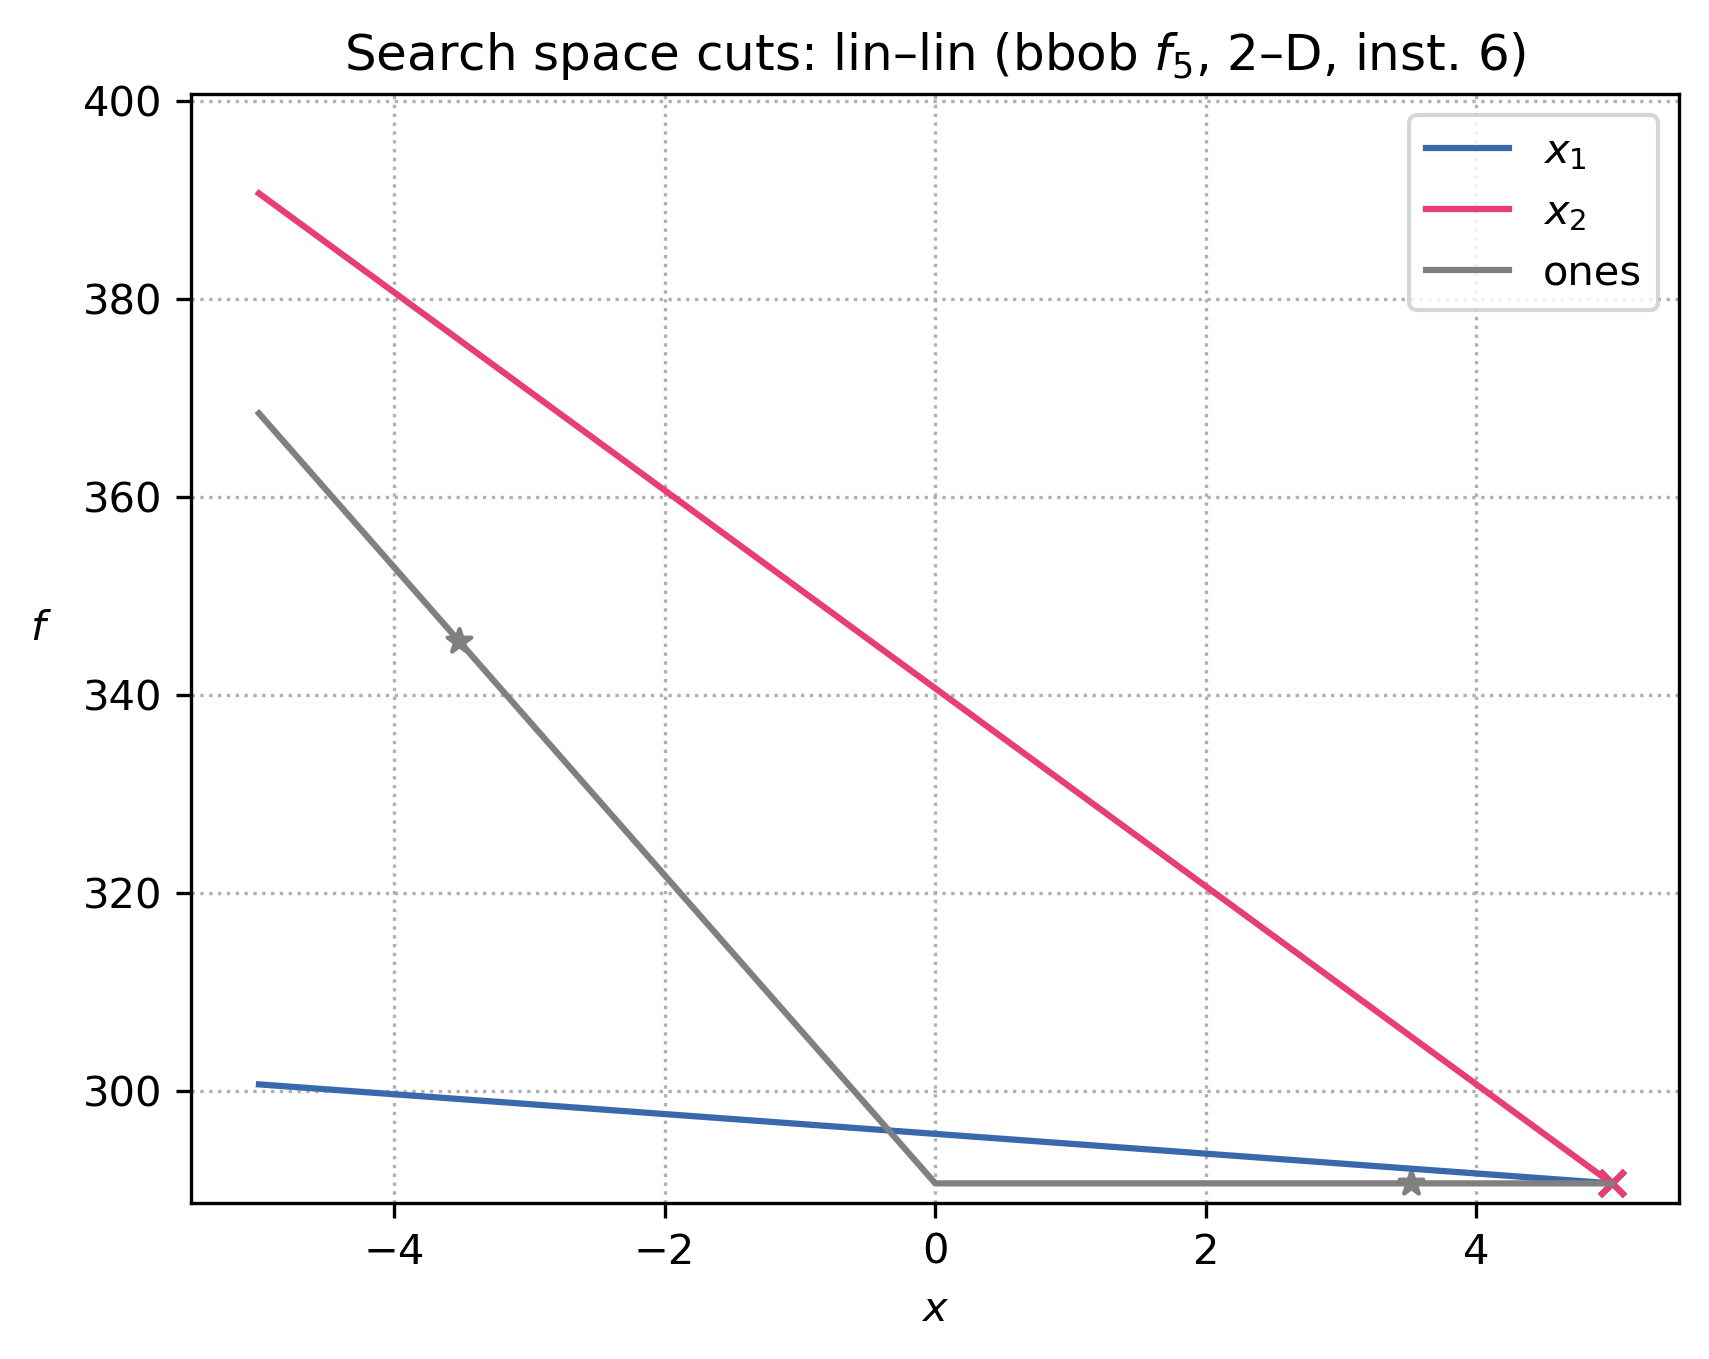 Search space cuts: lin–lin (bbob f₅, 2–D, inst. 6)
400
380
360
340
320
300
f
x₁
x₂
ones
−4
−2
0
2
4
x